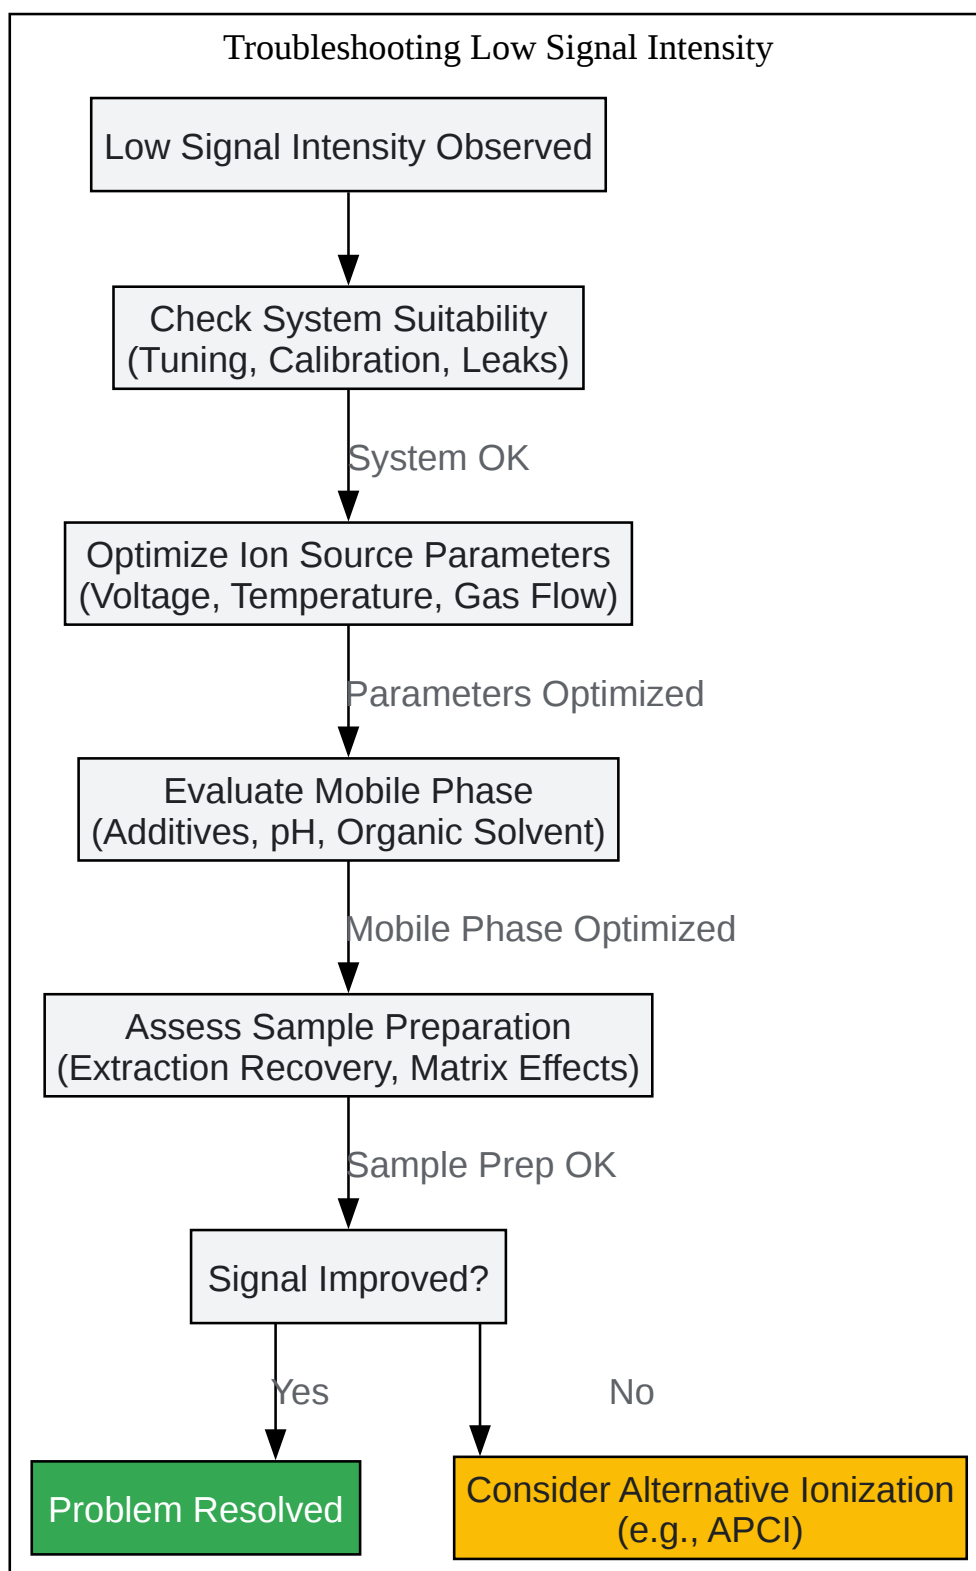 Troubleshooting Low Signal Intensity
Low Signal Intensity Observed
Check System Suitability
(Tuning, Calibration, Leaks)
System OK
Optimize Ion Source Parameters
(Voltage, Temperature, Gas Flow)
Parameters Optimized
Evaluate Mobile Phase
(Additives, pH, Organic Solvent)
Mobile Phase Optimized
Assess Sample Preparation
(Extraction Recovery, Matrix Effects)
Sample Prep OK
Signal Improved?
Yes
No
Problem Resolved
Consider Alternative Ionization
(e.g., APCI)